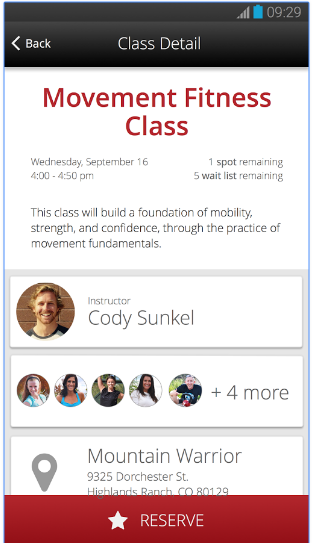 09:29
Back
Class Detail
Movement Fitness
Class
Wednesday, September 16
1 spot remaining
4:00 - 4:50 pm
5 wait list remaining
This class will build a foundation of mobility,
strength, and confidence, through the practice of
movement fundamentals.
Instructor
Cody Sunkel
+ 4 more
Mountain Warrior
9325 Dorchester St.
Highlands Ranch, CO 80129
RESERVE